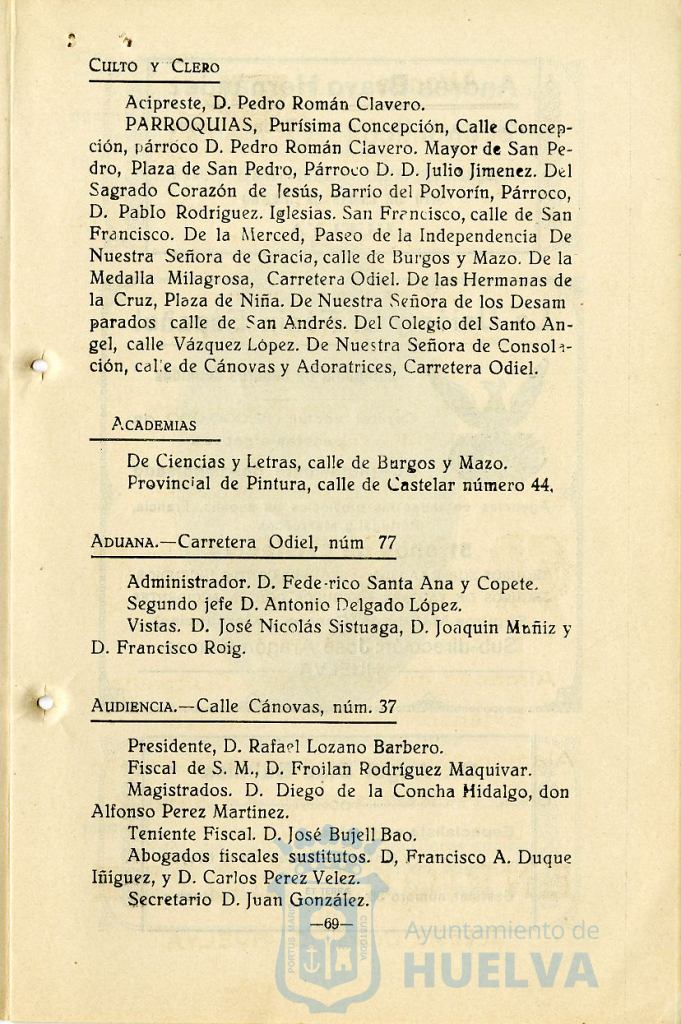 CULTO Y CLERO
Acipreste, D. Pedro Román Clavero.
PARROQUIAS, Purísima Concepción, Calle Concep-
ción, párroco D. Pedro Román Clavero. Mayor de San Pe-
dro, Plaza de San Pedro, Párroco D. D. Julio Jimenez. Del
Sagrado Corazón de Jesús, Barrio del Polvorín, Párroco,
D. Pablo Rodriguez. Iglesias. San Francisco, calle de San
Francisco. De la Merced, Paseo de la Independencia De
Nuestra Señora de Gracia, calle de Burgos y Mazo. De la
Medalla Milagrosa, Carretera Odiel. De las Hermanas de
la Cruz, Plaza de Niña. De Nuestra Señora de los Desam
parados calle de San Andrés. Del Colegio del Santo An-
gel, calle Vázquez López. De Nuestra Señora de Consola-
ción, calle de Cánovas y Adoratrices, Carretera Odiel.
ACADEMIAS
De Ciencias y Letras, calle de Burgos y Mazo.
Provincial de Pintura, calle de Castelar número 44,
ADUANA.—Carretera Odiel, núm 77
Administrador. D. Fede-rico Santa Ana y Copete.
Segundo jefe D. Antonio Delgado López.
Vistas. D. José Nicolás Sistuaga, D. Joaquin Muñiz y
D. Francisco Roig.
AUDIENCIA.—Calle Cánovas, núm. 37
Presidente, D. Rafael Lozano Barbero.
Fiscal de S. M., D. Froilan Rodríguez Maquivar.
Magistrados. D. Diego de la Concha Hidalgo, don
Alfonso Perez Martinez.
Teniente Fiscal. D. José Bujell Bao.
Abogados fiscales sustitutos. D, Francisco A. Duque
Iñiguez, y D. Carlos Perez Velez.
Secretario D. Juan González.
—69—
PORTUS MARIS ET TERRE CUSTODIA
Ayuntamiento de
HUELVA